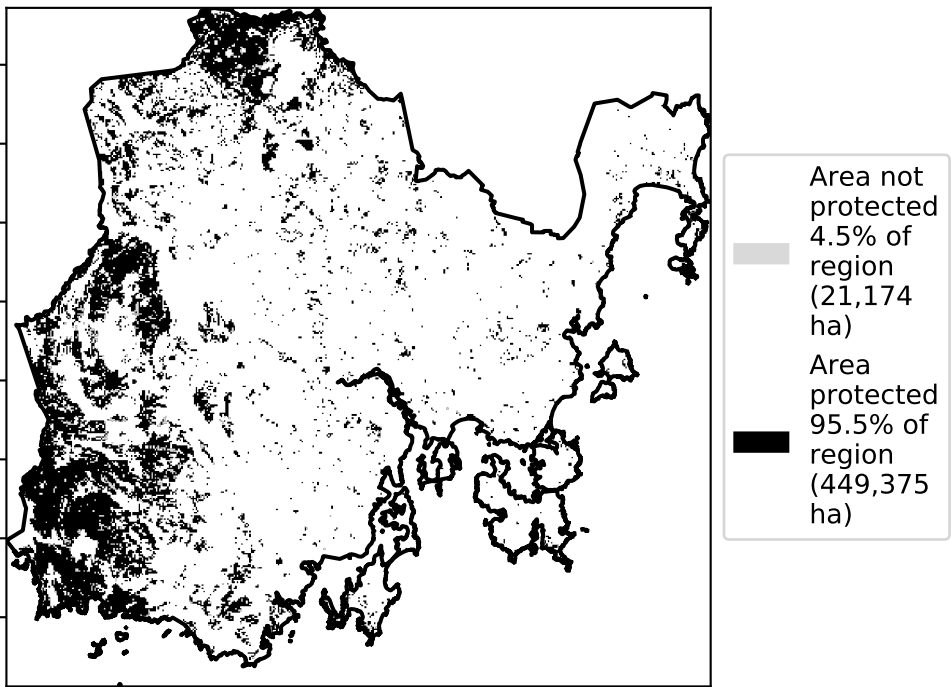 Area not
protected
4.5% of
region
(21,174
ha)
Area
protected
95.5% of
region
(449,375
ha)